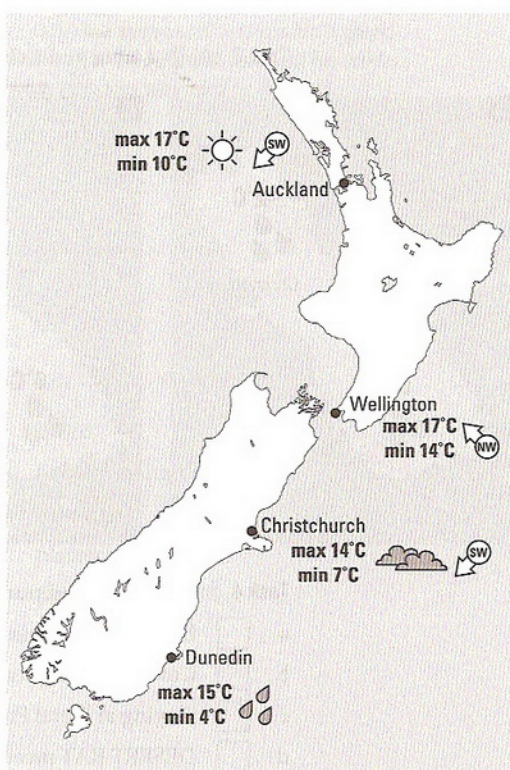 max 17°C
min 10°C
SW
Auckland
Wellington
max 17°C
min 14°C
NW
Christchurch
max 14°C
min 7°C
SW
Dunedin
max 15°C
min 4°C